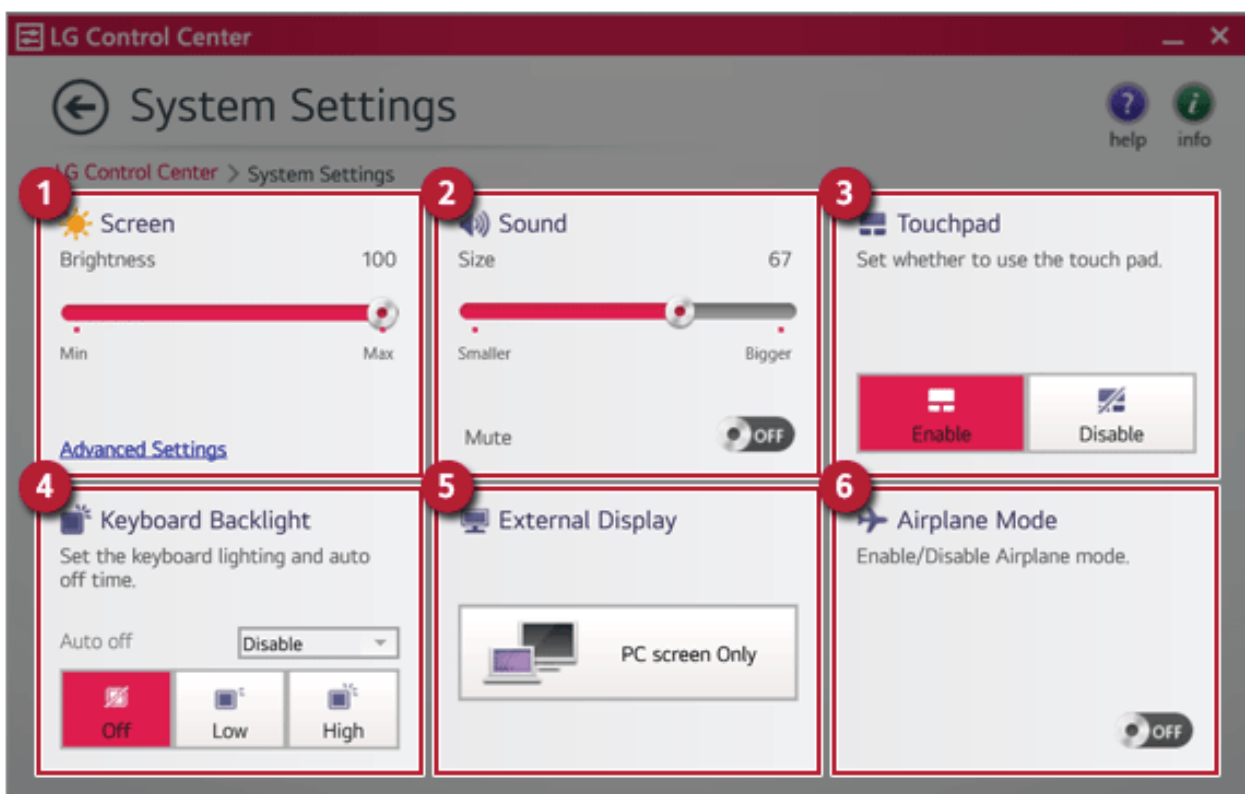 LG Control Center
System Settings
help
info
LG Control Center > System Settings
1
Screen
Brightness 100
Min Max
Advanced Settings
2
Sound
Size 67
Smaller Bigger
Mute OFF
3
Touchpad
Set whether to use the touch pad.
Enable Disable
4
Keyboard Backlight
Set the keyboard lighting and auto
off time.
Auto off Disable
Off Low High
5
External Display
PC screen Only
6
Airplane Mode
Enable/Disable Airplane mode.
OFF